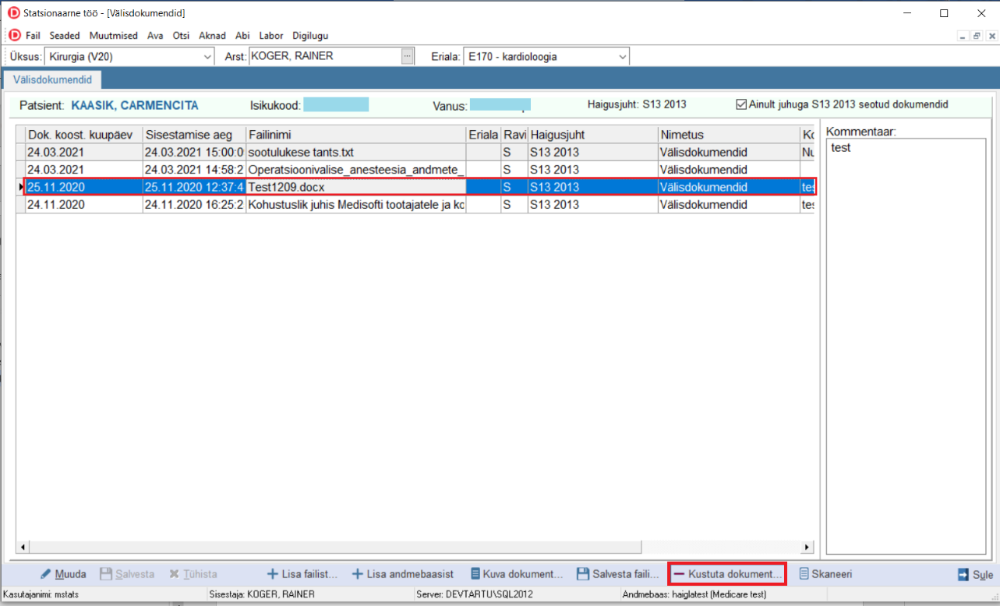 Statsionaarne töö - [Välisdokumendid]
Fail Seaded Muutmised Ava Otsi Aknad Abi Labor Digilugu
Üksus: Kirurgia (V20) Arst: KOGER, RAINER ... Eriala: E170 - kardioloogia
Välisdokumendid
Patsient: KAASIK, CARMENCITA Isikukood: Vanus: Haigusjuht: S13 2013 Ainult juhuga S13 2013 seotud dokumendid
Dok. koost. kuupäev Sisestamise aeg Failinimi Eriala Ravi Haigusjuht Nimetus Ko Kommentaar:
24.03.2021 24.03.2021 15:00:0 sootulukese tants.txt S S13 2013 Välisdokumendid Nu test
24.03.2021 24.03.2021 14:58:2 Operatsioonivalise_anesteesia_andmete_ S S13 2013 Välisdokumendid
25.11.2020 25.11.2020 12:37:4 Test1209.docx S S13 2013 Välisdokumendid tes
24.11.2020 24.11.2020 16:25:2 Kohustuslik juhis Medisofti tootajatele ja kc S S13 2013 Välisdokumendid tes
Muuda Salvesta Tühista Lisa failist... Lisa andmebaasist Kuva dokument... Salvesta faili... Kustuta dokument... Skaneeri Sule
Kasutajanimi: mstats Sisestaja: KOGER, RAINER Server: DEVTARTU\SQL2012 Andmebaas: haiglatest (Medicare test)